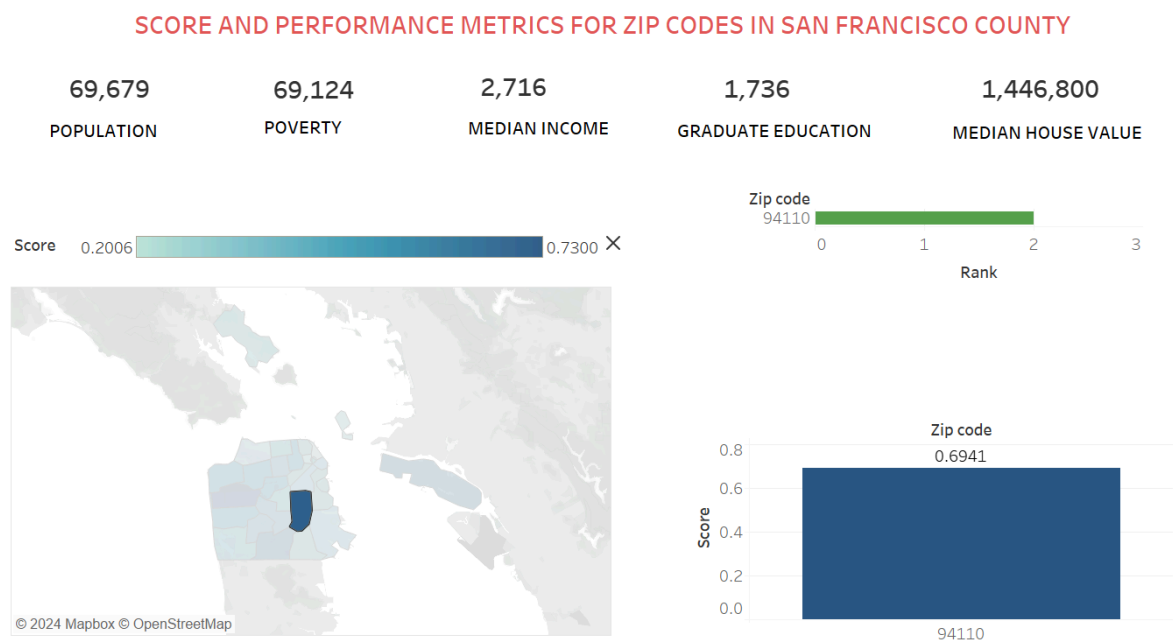 SCORE AND PERFORMANCE METRICS FOR ZIP CODES IN SAN FRANCISCO COUNTY
69,679
POPULATION
69,124
POVERTY
2,716
MEDIAN INCOME
1,736
GRADUATE EDUCATION
1,446,800
MEDIAN HOUSE VALUE
Score 0.2006 0.7300
© 2024 Mapbox © OpenStreetMap
Zip code
94110
0 1 2 3
Rank
Zip code
0.6941
0.8
0.6
0.4
0.2
0.0
Score
94110